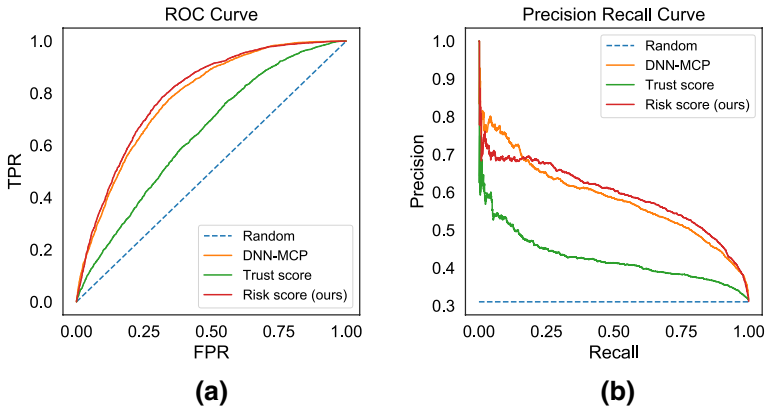 ROC Curve
1.0
0.8
0.6
0.4
0.2
0.0
TPR
0.00 0.25 0.50 0.75 1.00
FPR
Random
DNN-MCP
Trust score
Risk score (ours)
(a)
Precision Recall Curve
1.0
0.9
0.8
0.7
0.6
0.5
0.4
0.3
Precision
0.00 0.25 0.50 0.75 1.00
Recall
Random
DNN-MCP
Trust score
Risk score (ours)
(b)